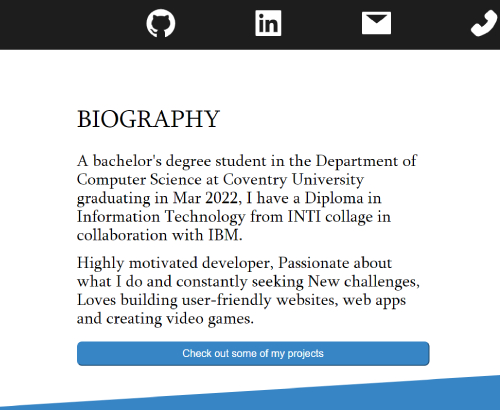 BIOGRAPHY
A bachelor's degree student in the Department of
Computer Science at Coventry University
graduating in Mar 2022, I have a Diploma in
Information Technology from INTI collage in
collaboration with IBM.
Highly motivated developer, Passionate about
what I do and constantly seeking New challenges,
Loves building user-friendly websites, web apps
and creating video games.
Check out some of my projects